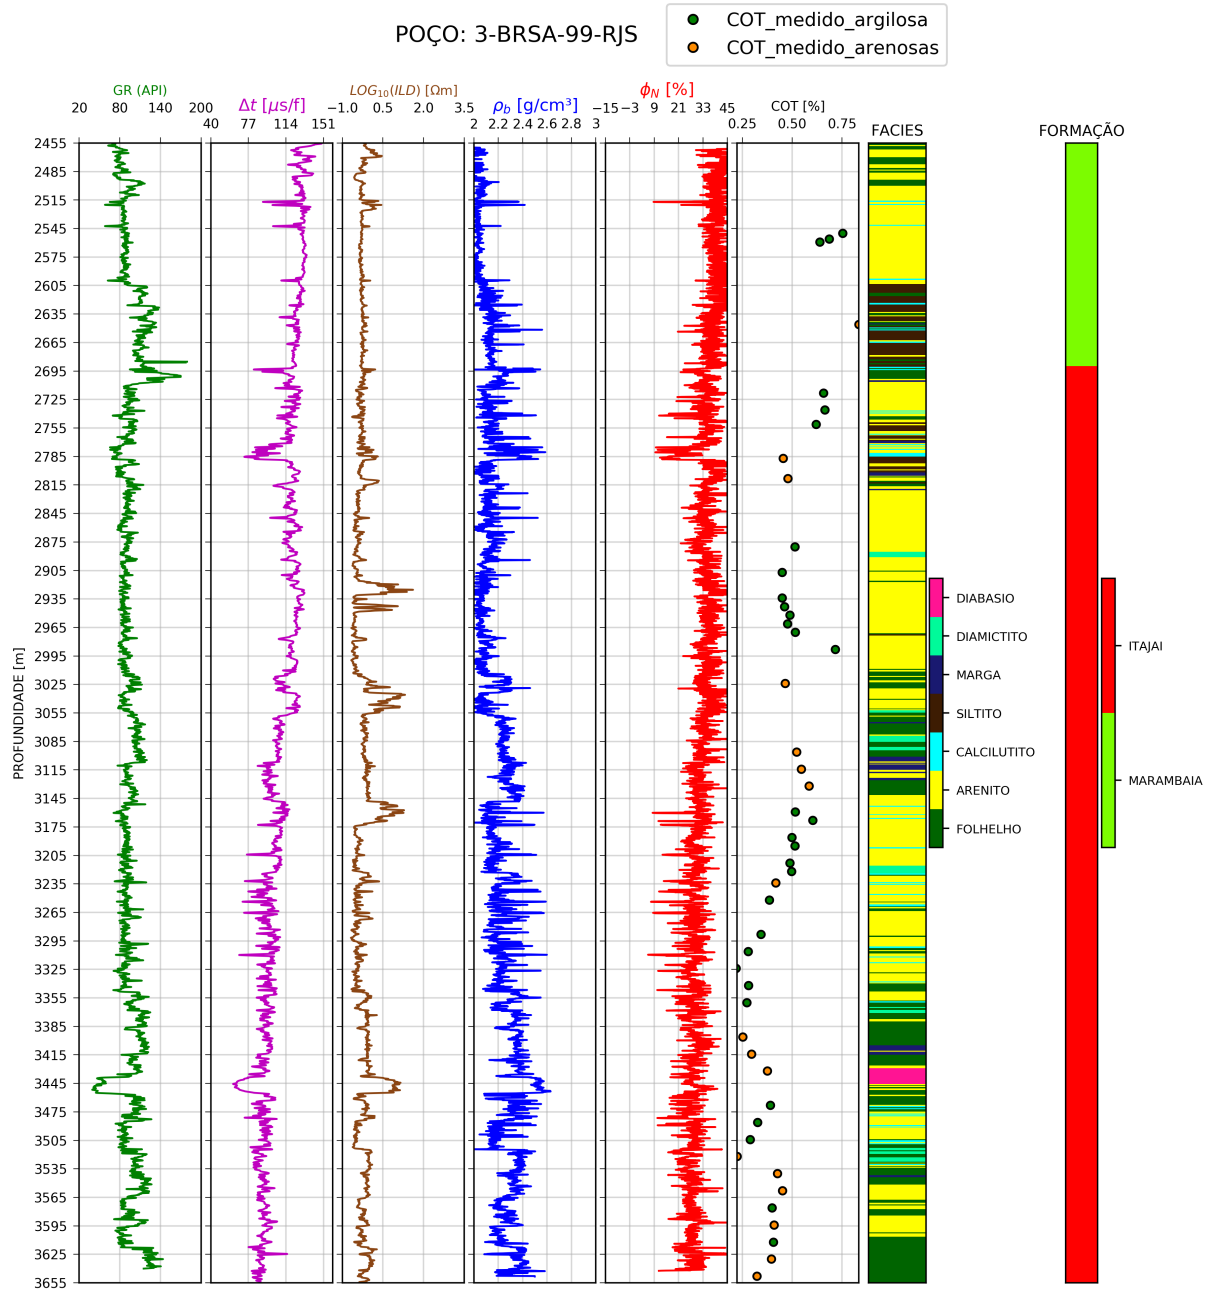 POÇO: 3-BRSA-99-RJS
COT_medido_argilosa
COT_medido_arenosas
GR (API)
20 80 140 200
Δt [μs/f]
40 77 114 151
LOG₁₀(ILD) [Ωm]
−1.0 0.5 2.0 3.5
ρb [g/cm³]
2 2.2 2.4 2.6 2.8 3
ϕN [%]
−15 −3 9 21 33 45
COT [%]
0.25 0.50 0.75
FACIES
FORMAÇÃO
PROFUNDIDADE [m]
2455
2485
2515
2545
2575
2605
2635
2665
2695
2725
2755
2785
2815
2845
2875
2905
2935
2965
2995
3025
3055
3085
3115
3145
3175
3205
3235
3265
3295
3325
3355
3385
3415
3445
3475
3505
3535
3565
3595
3625
3655
DIABASIO
DIAMICTITO
MARGA
SILTITO
CALCILUTITO
ARENITO
FOLHELHO
ITAJAI
MARAMBAIA